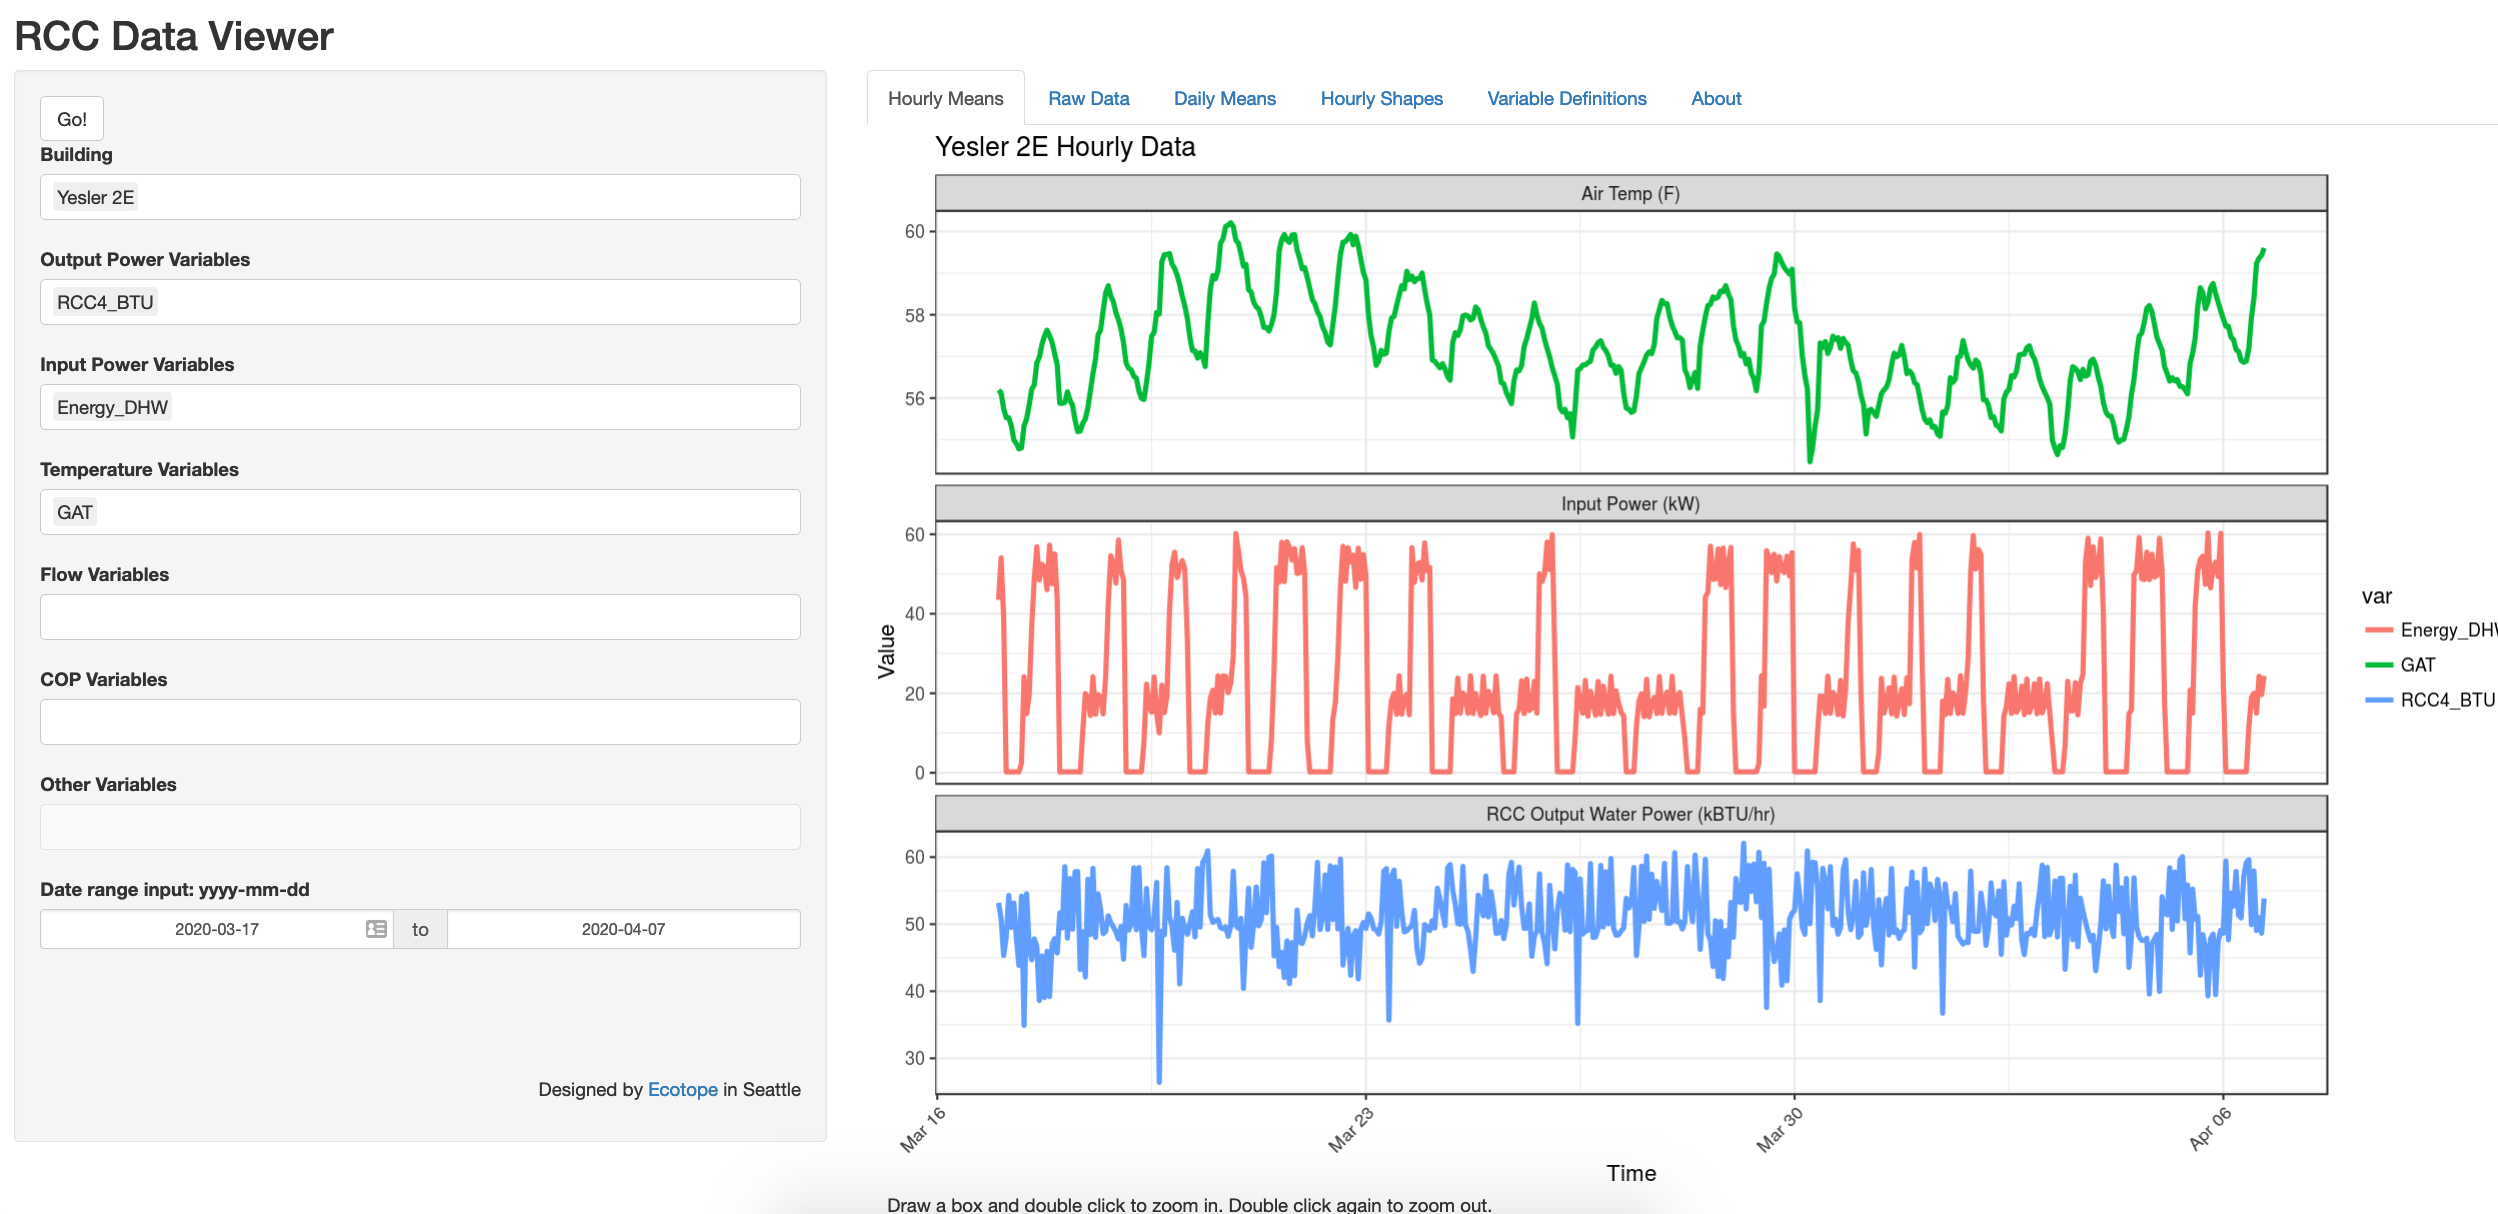 RCC Data Viewer
Go!
Building
Yesler 2E
Output Power Variables
RCC4_BTU
Input Power Variables
Energy_DHW
Temperature Variables
GAT
Flow Variables
COP Variables
Other Variables
Date range input: yyyy-mm-dd
2020-03-17 to 2020-04-07
Designed by Ecotope in Seattle
Hourly Means Raw Data Daily Means Hourly Shapes Variable Definitions About
Yesler 2E Hourly Data
Air Temp (F)
60
58
56
Input Power (kW)
60
40
20
0
RCC Output Water Power (kBTU/hr)
60
50
40
30
Value
Mar 16 Mar 23 Mar 30 Apr 06
Time
var
Energy_DHW
GAT
RCC4_BTU
Draw a box and double click to zoom in. Double click again to zoom out.